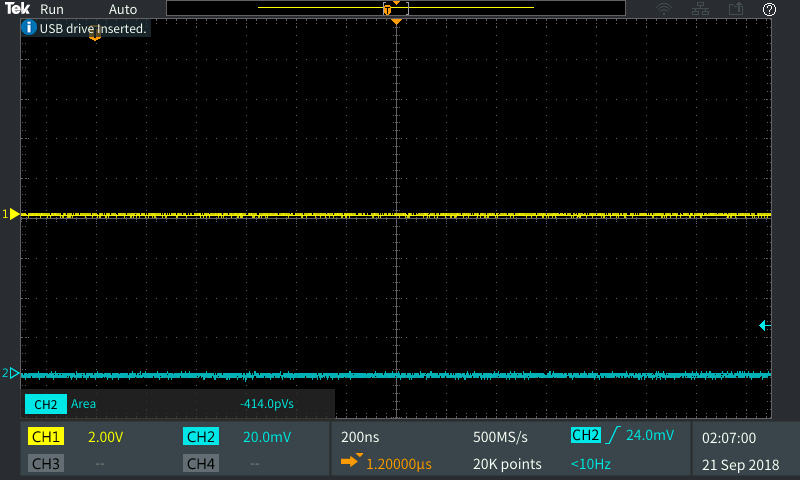 Tek Run Auto T ?
i USB drive Inserted.
1
2
CH2 Area -414.0pVs
CH1 2.00V CH2 20.0mV 200ns 500MS/s CH2 24.0mV 02:07:00
CH3 -- CH4 -- 1.20000µs 20K points <10Hz 21 Sep 2018